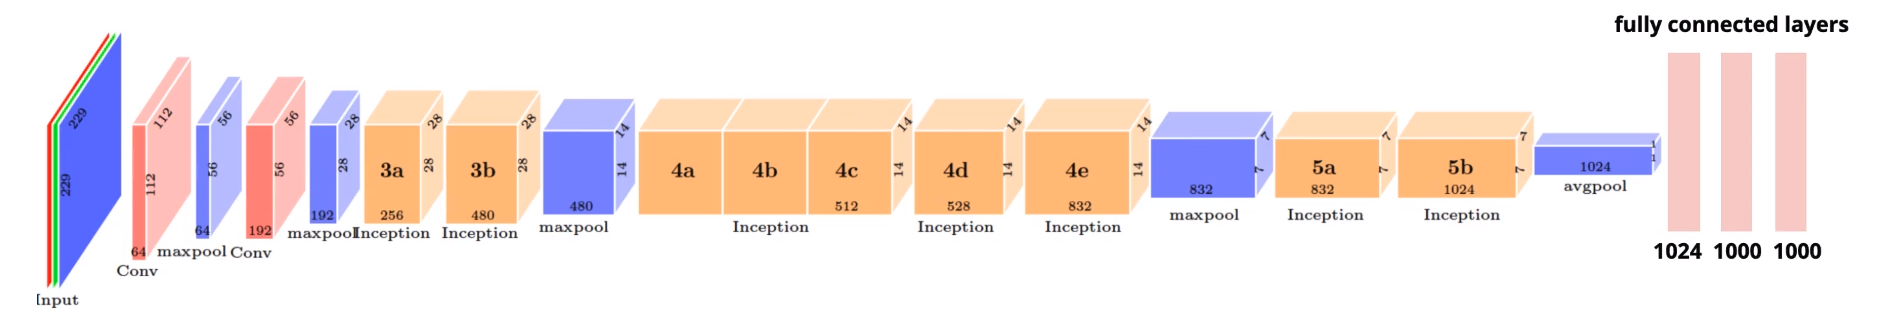 fully connected layers
229
229
Input
112
112
64
Conv
56
56
64
maxpool
56
56
192
Conv
28
28
192
maxpool
3a
28
28
256
Inception
3b
28
28
480
Inception
14
14
480
maxpool
4a
4b
4c
14
14
512
Inception
4d
14
14
528
Inception
4e
14
14
832
Inception
7
7
832
maxpool
5a
7
7
832
Inception
5b
7
7
1024
Inception
1
1
1024
avgpool
1024
1000
1000